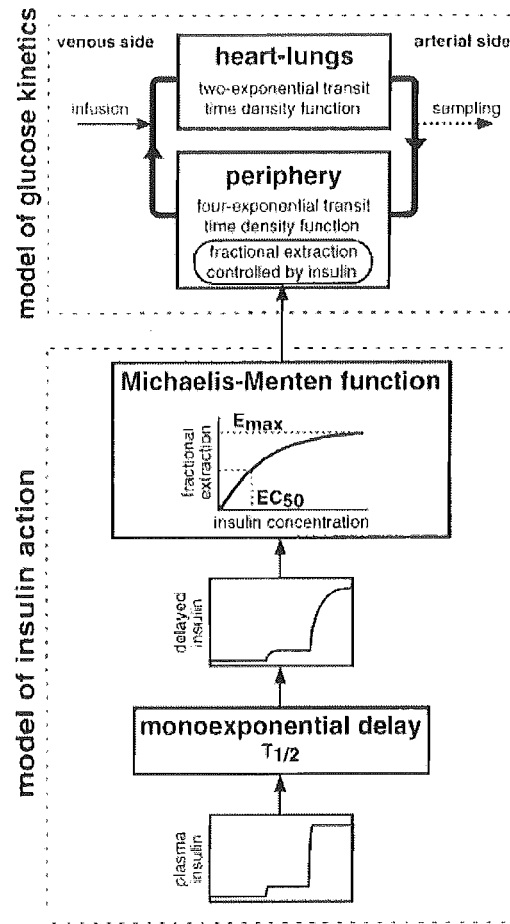 model of glucose kinetics
venous side
arterial side
heart-lungs
two-exponential transit
time density function
infusion
sampling
periphery
four-exponential transit
time density function
fractional extraction
controlled by insulin
model of insulin action
Michaelis-Menten function
Emax
fractional
extraction
EC50
insulin concentration
delayed
insulin
monoexponential delay
T1/2
plasma
insulin